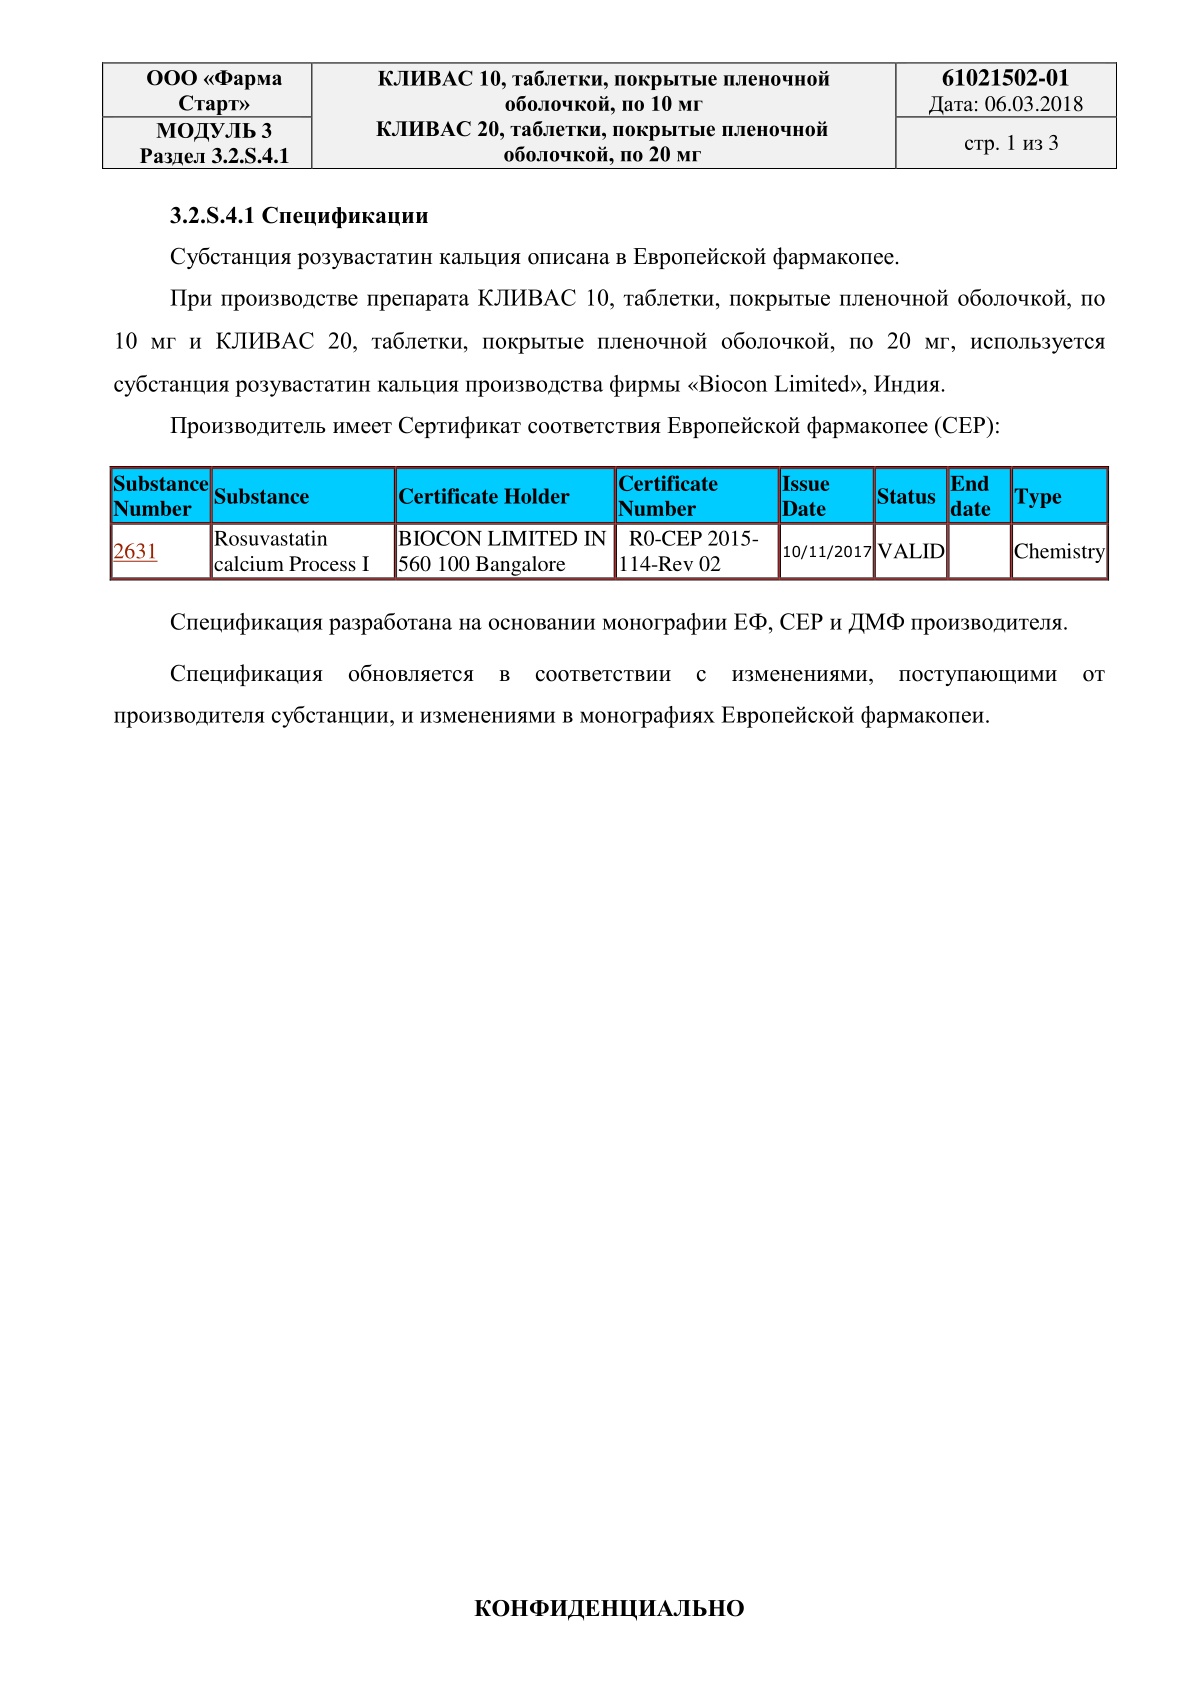 ООО «Фарма
Старт»
КЛИВАС 10, таблетки, покрытые пленочной
оболочкой, по 10 мг
КЛИВАС 20, таблетки, покрытые пленочной
оболочкой, по 20 мг
61021502-01
Дата: 06.03.2018
МОДУЛЬ 3
Раздел 3.2.S.4.1
стр. 1 из 3
3.2.S.4.1 Спецификации
Субстанция розувастатин кальция описана в Европейской фармакопее.
При производстве препарата КЛИВАС 10, таблетки, покрытые пленочной оболочкой, по
10 мг и КЛИВАС 20, таблетки, покрытые пленочной оболочкой, по 20 мг, используется
субстанция розувастатин кальция производства фирмы «Biocon Limited», Индия.
Производитель имеет Сертификат соответствия Европейской фармакопее (СЕР):
Substance
Number
Substance
Certificate Holder
Certificate
Number
Issue
Date
Status
End
date
Type
2631
Rosuvastatin
calcium Process I
BIOCON LIMITED IN
560 100 Bangalore
R0-CEP 2015-
114-Rev 02
10/11/2017
VALID
Chemistry
Спецификация разработана на основании монографии ЕФ, СЕР и ДМФ производителя.
Спецификация обновляется в соответствии с изменениями, поступающими от
производителя субстанции, и изменениями в монографиях Европейской фармакопеи.
КОНФИДЕНЦИАЛЬНО